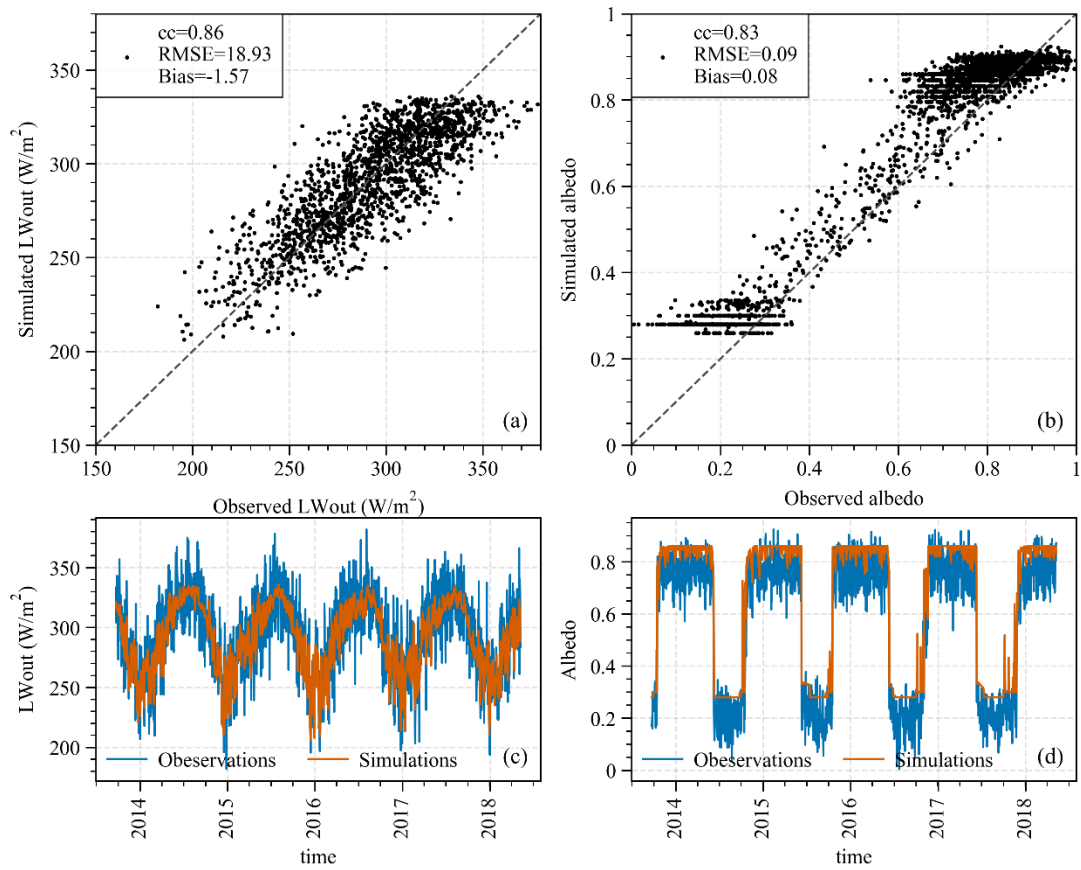 cc=0.86
RMSE=18.93
Bias=-1.57
350
300
250
200
150
Simulated LWout (W/m²)
(a)
150 200 250 300 350
Observed LWout (W/m²)
cc=0.83
RMSE=0.09
Bias=0.08
1
0.8
0.6
0.4
0.2
0
Simulated albedo
(b)
0 0.2 0.4 0.6 0.8 1
Observed albedo
350
300
250
200
LWout (W/m²)
Obeservations Simulations (c)
2014 2015 2016 2017 2018
time
0.8
0.6
0.4
0.2
0
Albedo
Obeservations Simulations (d)
2014 2015 2016 2017 2018
time